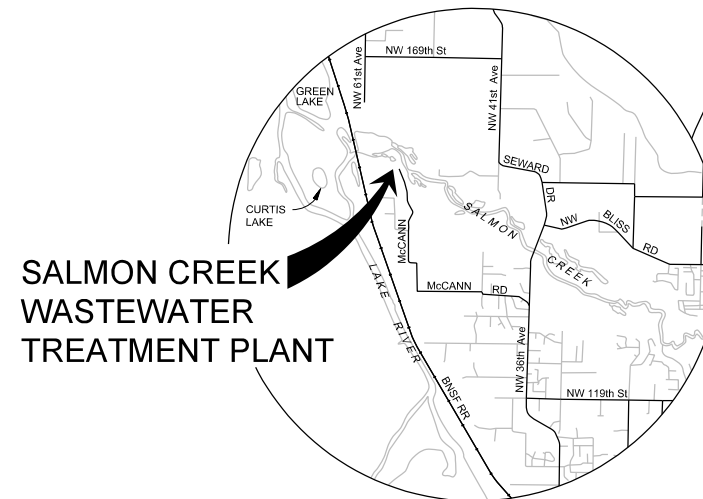 NW 169th St
NW 61st Ave
NW 41st Ave
GREEN
LAKE
SEWARD
DR
CURTIS
LAKE
SALMON
CREEK
NW
BLISS
RD
McCANN
McCANN
RD
LAKE RIVER
SALMON CREEK
WASTEWATER
TREATMENT PLANT
NW 36th Ave
BNSF RR
NW 119th St